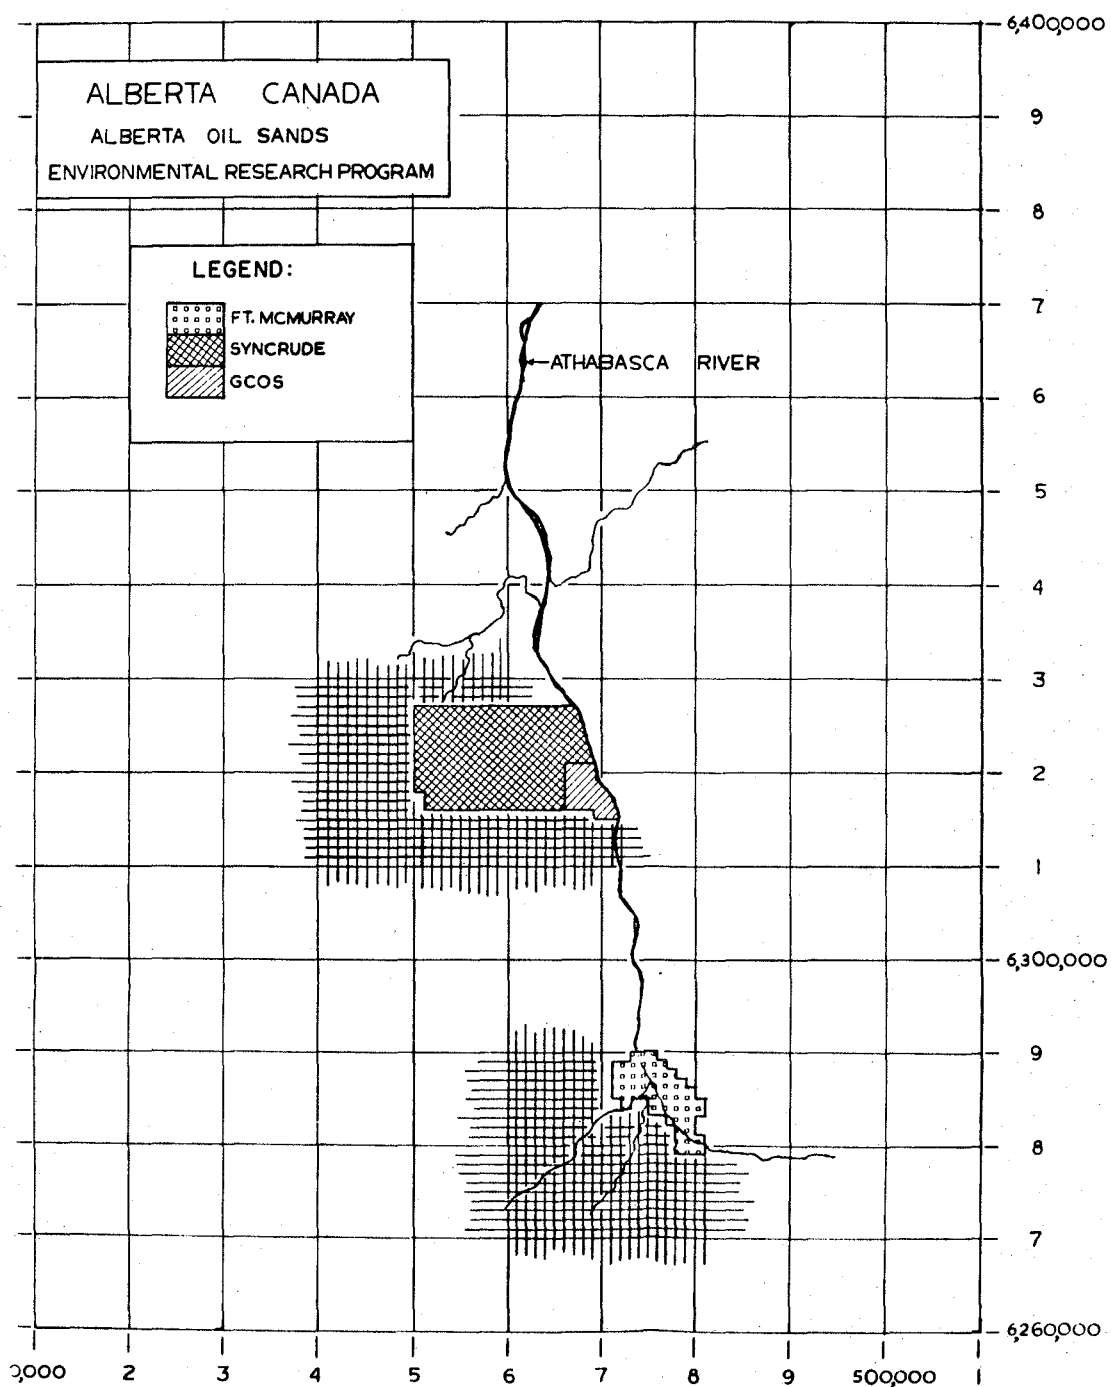 6,400,000
ALBERTA CANADA
ALBERTA OIL SANDS
ENVIRONMENTAL RESEARCH PROGRAM
9
8
LEGEND:
FT. MCMURRAY
SYNCRUDE
GCOS
7
ATHABASCA RIVER
6
5
4
3
2
1
6,300,000
9
8
7
6,260,000
0,000 2 3 4 5 6 7 8 9 500,000 1